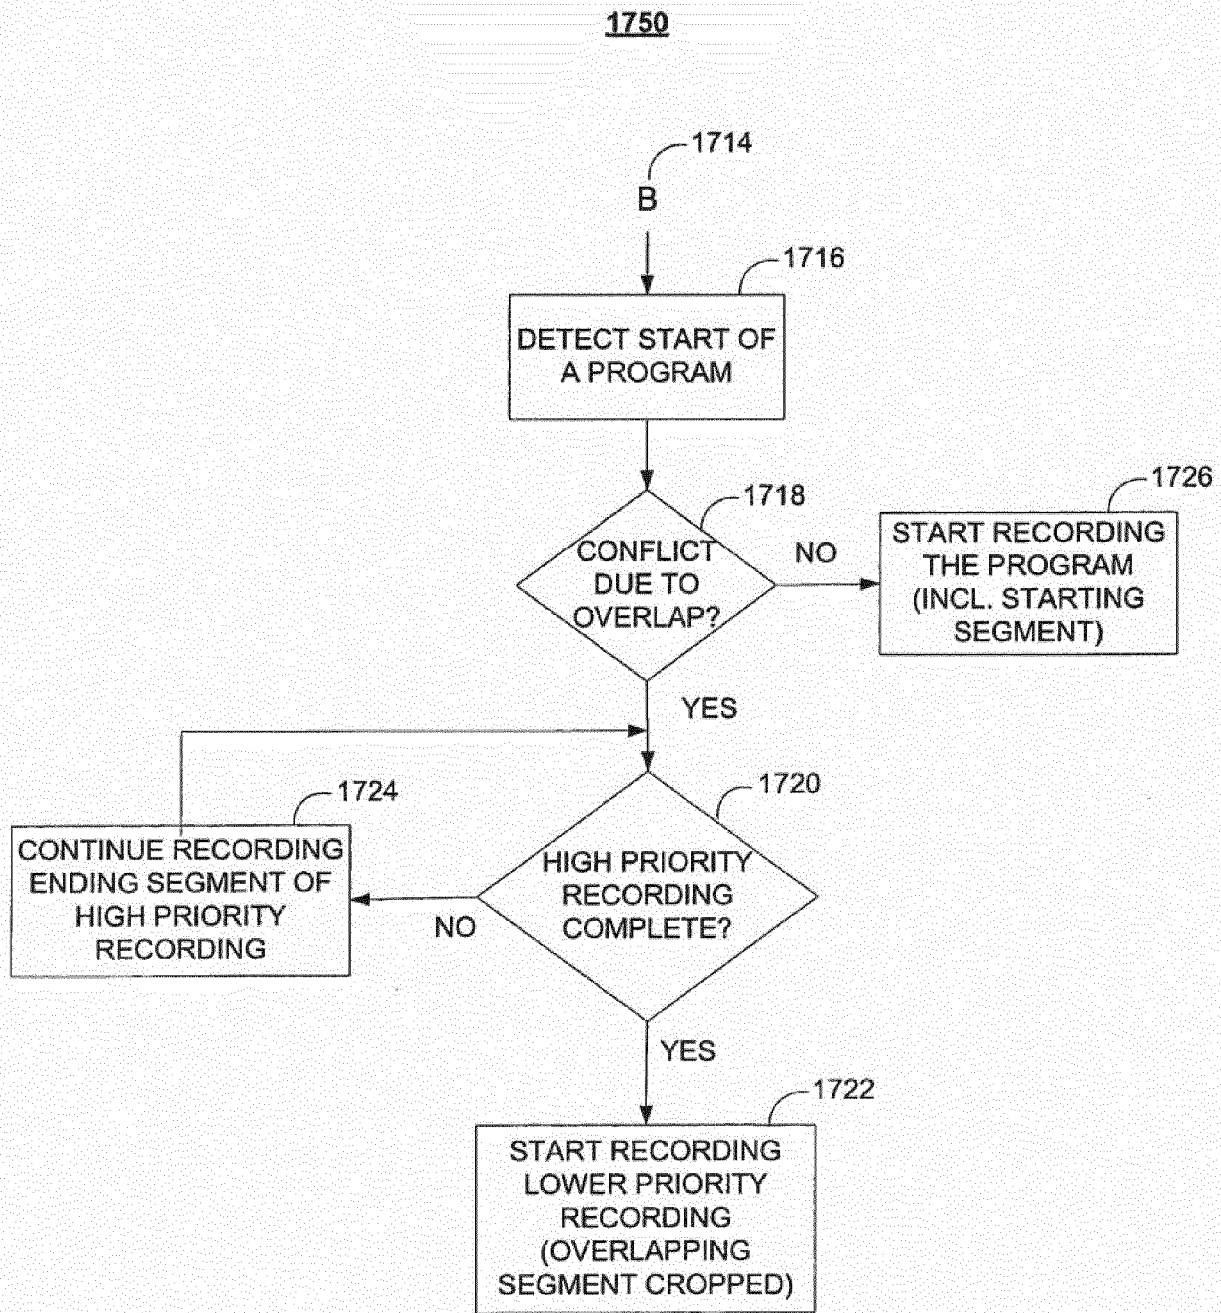 1750
1714
B
1716
DETECT START OF
A PROGRAM
1718
CONFLICT
DUE TO
OVERLAP?
NO
1726
START RECORDING
THE PROGRAM
(INCL. STARTING
SEGMENT)
YES
1724
CONTINUE RECORDING
ENDING SEGMENT OF
HIGH PRIORITY
RECORDING
1720
HIGH PRIORITY
RECORDING
COMPLETE?
NO
YES
1722
START RECORDING
LOWER PRIORITY
RECORDING
(OVERLAPPING
SEGMENT CROPPED)